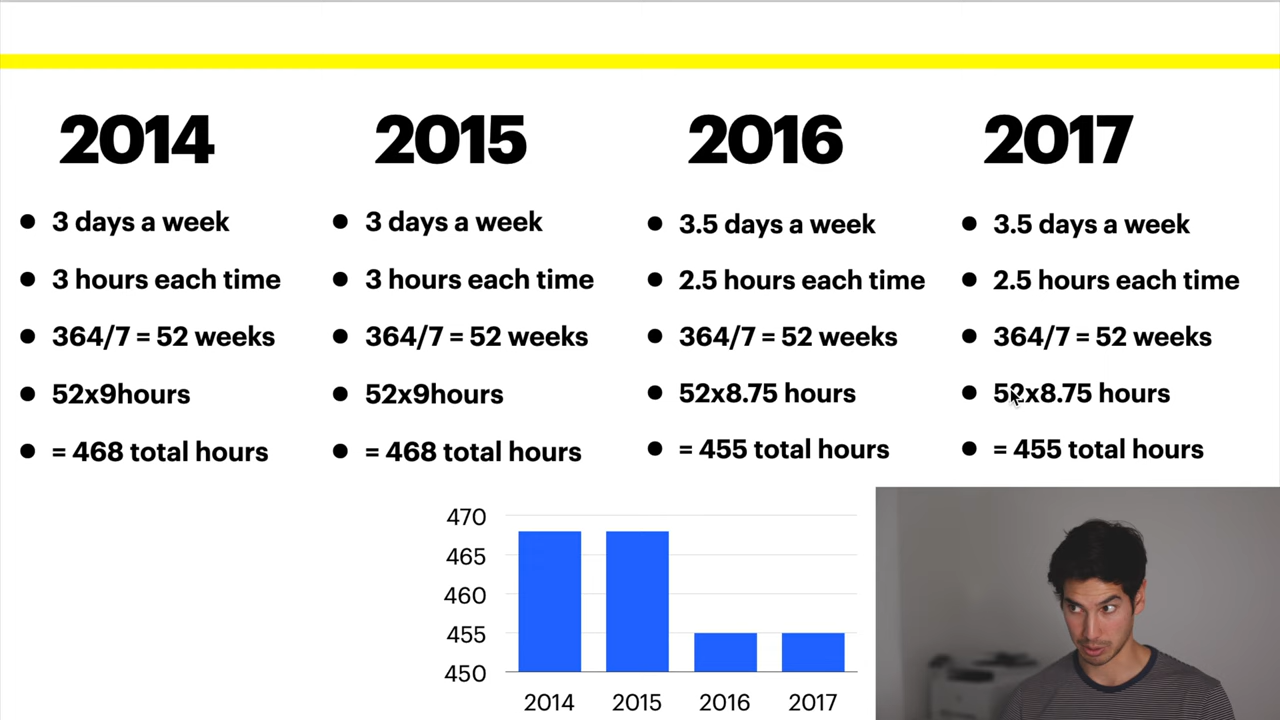 2014
3 days a week
3 hours each time
364/7 = 52 weeks
52x9hours
= 468 total hours
2015
3 days a week
3 hours each time
364/7 = 52 weeks
52x9hours
= 468 total hours
2016
3.5 days a week
2.5 hours each time
364/7 = 52 weeks
52x8.75 hours
= 455 total hours
2017
3.5 days a week
2.5 hours each time
364/7 = 52 weeks
52x8.75 hours
= 455 total hours
470
465
460
455
450
2014 2015 2016 2017